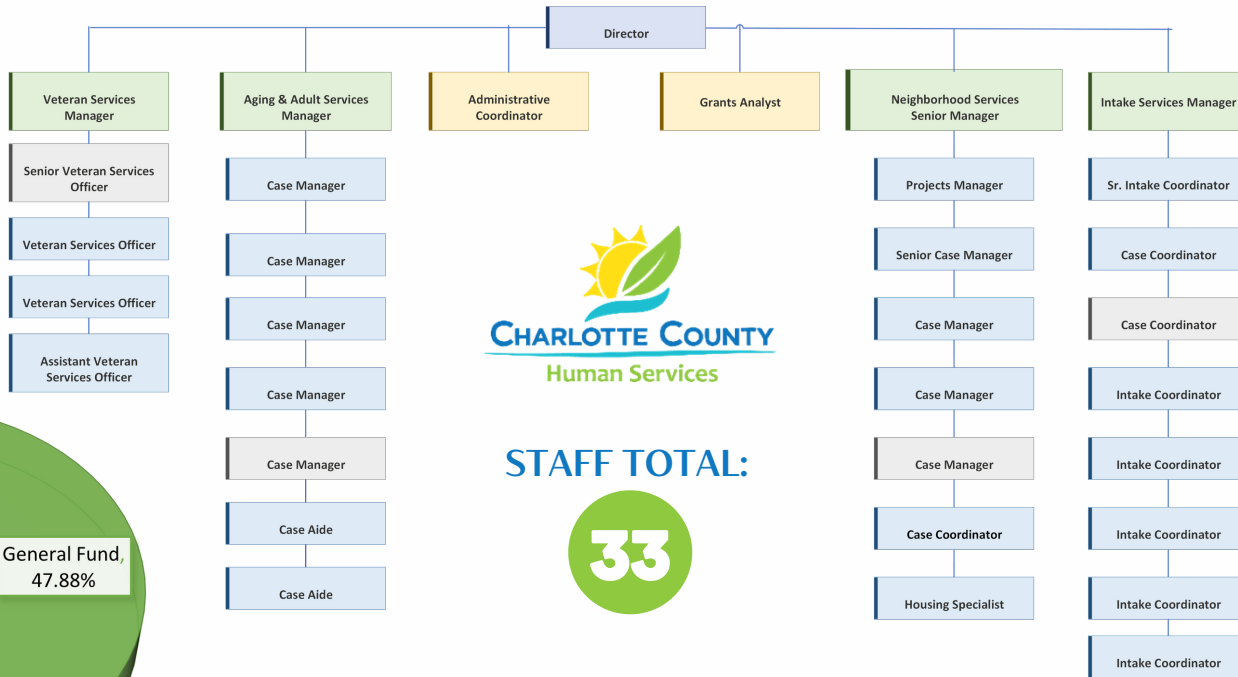 Director
Veteran Services
Manager
Aging & Adult Services
Manager
Administrative
Coordinator
Grants Analyst
Neighborhood Services
Senior Manager
Intake Services Manager
Senior Veteran Services
Officer
Veteran Services Officer
Veteran Services Officer
Assistant Veteran
Services Officer
Case Manager
Case Manager
Case Manager
Case Manager
Case Manager
Case Aide
Case Aide
CHARLOTTE COUNTY
Human Services
STAFF TOTAL:
33
Projects Manager
Senior Case Manager
Case Manager
Case Manager
Case Manager
Case Coordinator
Housing Specialist
Sr. Intake Coordinator
Case Coordinator
Case Coordinator
Intake Coordinator
Intake Coordinator
Intake Coordinator
Intake Coordinator
Intake Coordinator
General Fund,
47.88%